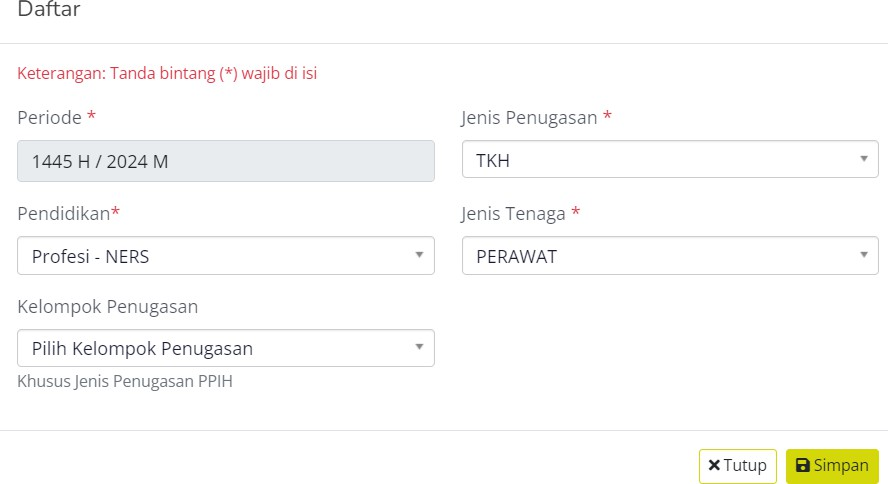 Daftar
Keterangan: Tanda bintang (*) wajib di isi
Periode *
Jenis Penugasan *
1445 H / 2024 M
TKH
Pendidikan*
Jenis Tenaga *
Profesi - NERS
PERAWAT
Kelompok Penugasan
Pilih Kelompok Penugasan
Khusus Jenis Penugasan PPIH
Tutup
Simpan